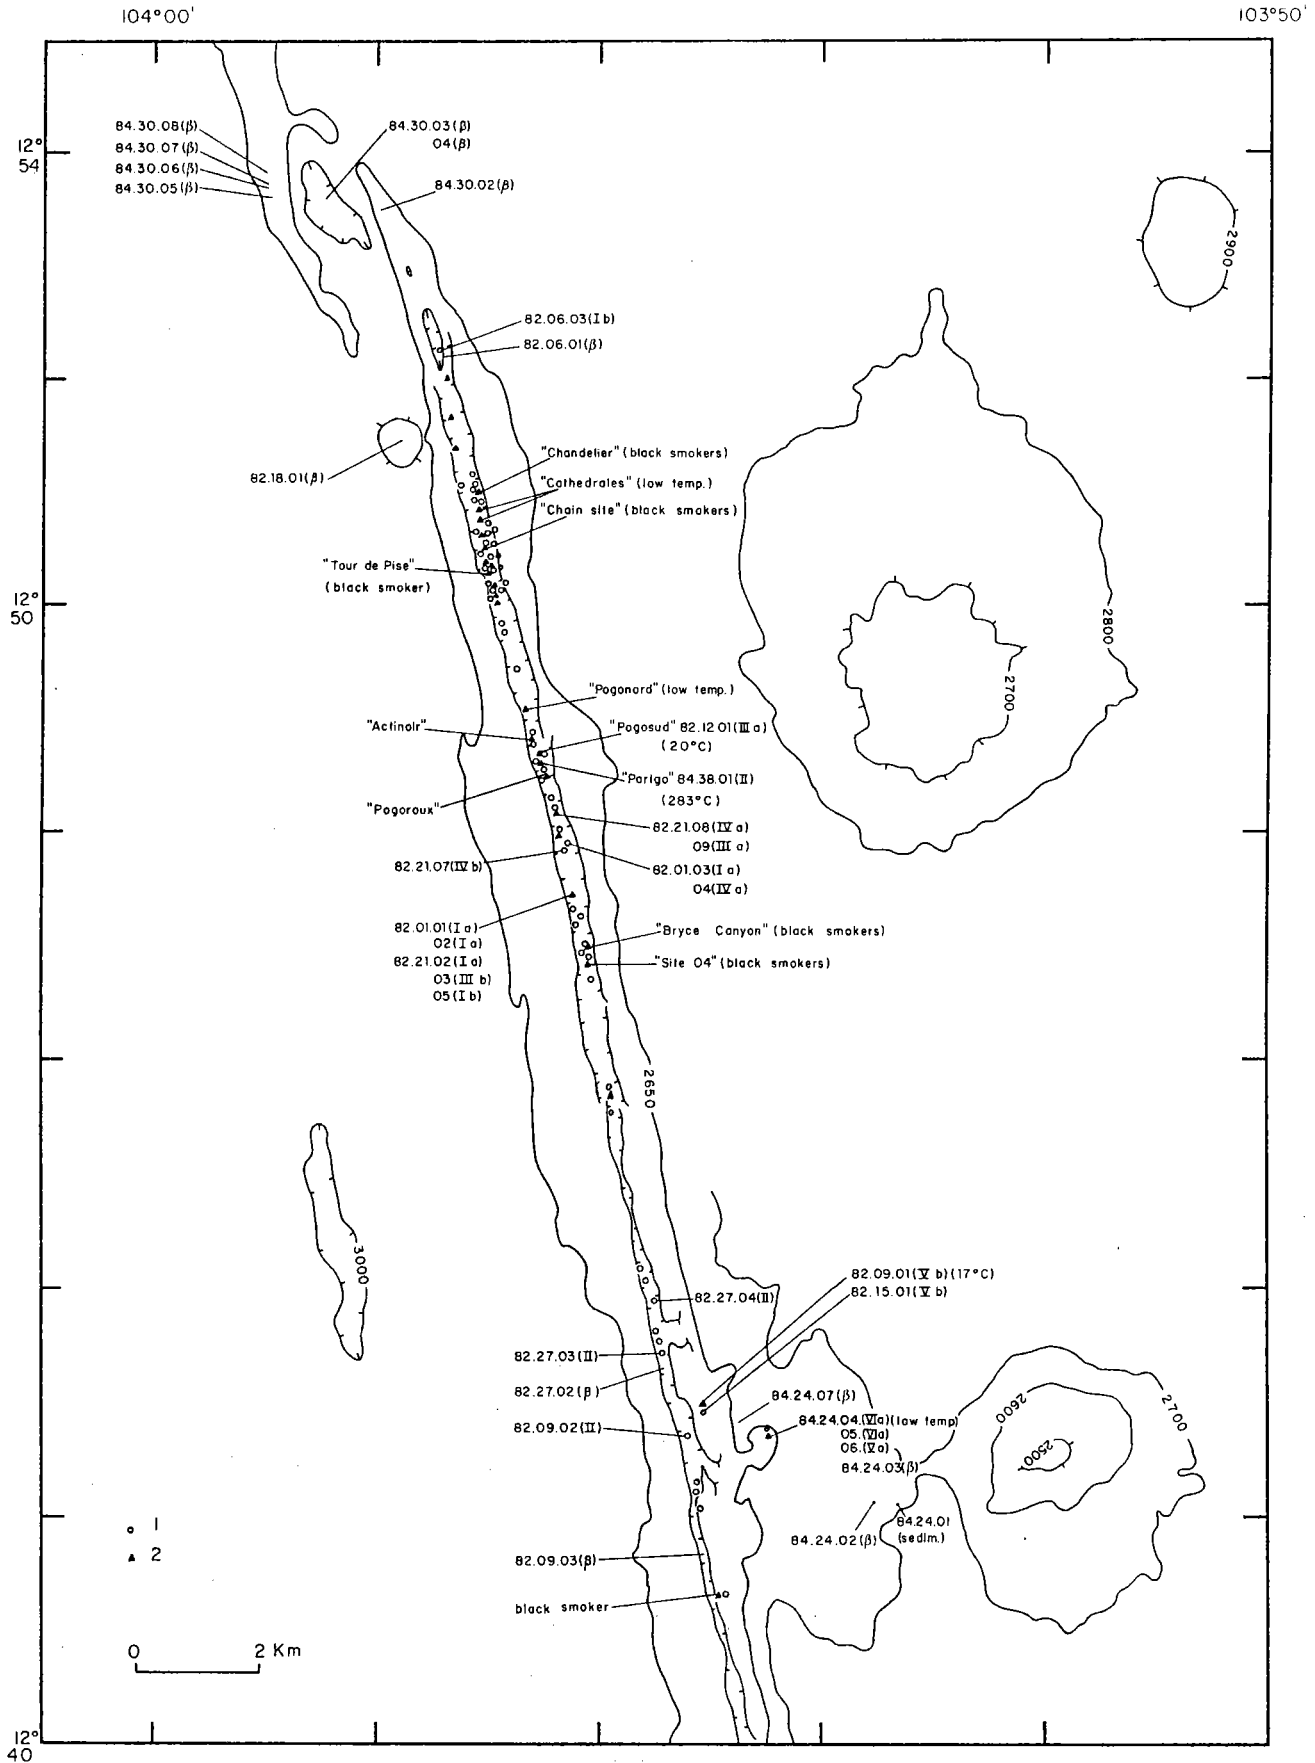 104°00'
103°50'
84.30.08(β)
84.30.07(β)
84.30.06(β)
84.30.05(β)
84.30.03(β)
04(β)
12°
54
84.30.02(β)
2900
82.06.03(I b)
82.06.01(β)
82.18.01(β)
"Chandelier" (black smokers)
"Cathedrales" (low temp.)
"Chain site" (black smokers)
"Tour de Pise"
(black smoker)
12°
50
2800
2700
"Pogonord" (low temp.)
"Actinoir"
"Pogosud" 82.12.01(III a)
(20°C)
"Parigo" 84.38.01(II)
(283°C)
"Pogoroux"
82.21.08(IV a)
09(III a)
82.21.07(IV b)
82.01.03(I a)
04(IV a)
82.01.01(I a)
02(I a)
82.21.02(I a)
03(III b)
05(I b)
"Bryce Canyon" (black smokers)
"Site 04" (black smokers)
2650
3000
82.09.01(V b)(17°C)
82.15.01(V b)
82.27.04(II)
82.27.03(II)
82.27.02(β)
82.09.02(II)
84.24.07(β)
84.24.04.(VI a)(low temp)
05.(VI a)
06.(V a)
84.24.03(β)
2600
2700
2500
84.24.01
(sedim.)
84.24.02(β)
1
2
82.09.03(β)
black smoker
0 2 Km
12°
40